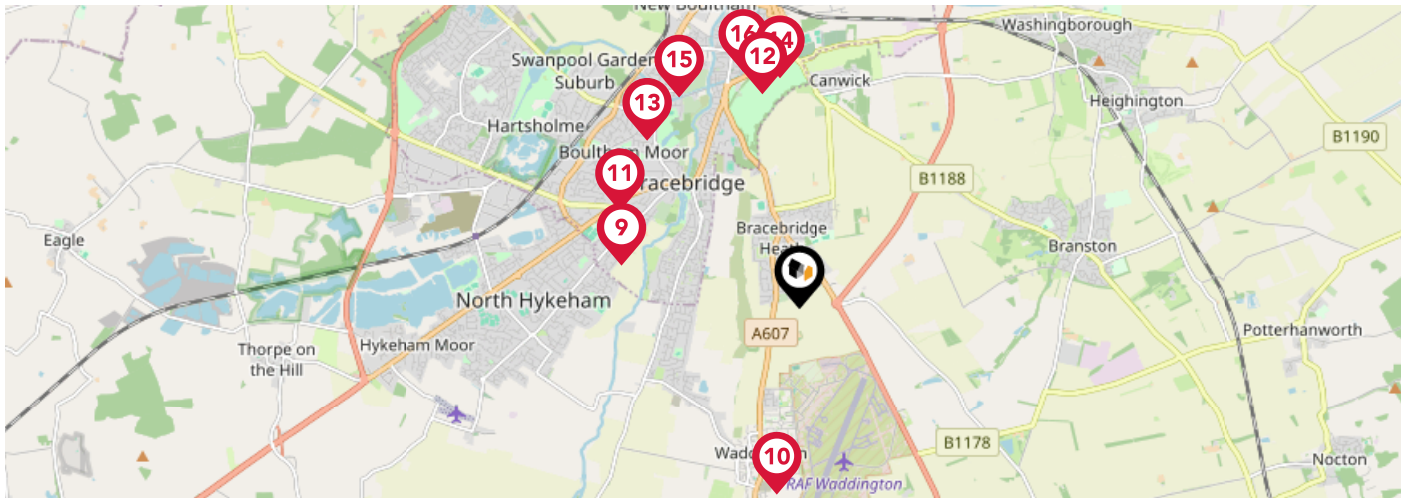 New Boultham
Washingborough
16
14
15
12
Swanpool Garden
Suburb
Canwick
13
Heighington
Hartsholme
B1190
Boultham Moor
11
Bracebridge
B1188
9
Eagle
Bracebridge
Heath
Branston
North Hykeham
A607
Potterhanworth
Thorpe on
the Hill
Hykeham Moor
B1178
10
Waddington
Nocton
RAF Waddington